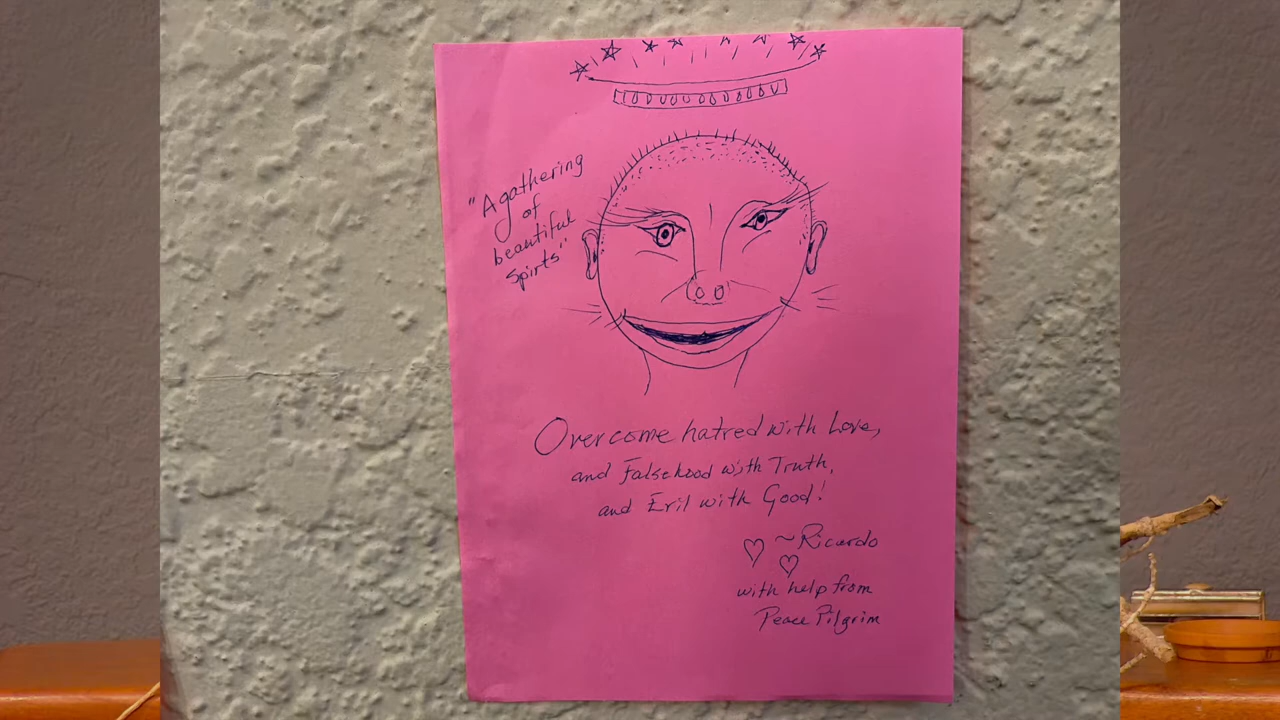 "A gathering
of
beautiful
Spirts"
Overcome hatred with Love,
and Falsehood with Truth,
and Evil with Good!
~Ricardo
with help from
Peace Pilgrim